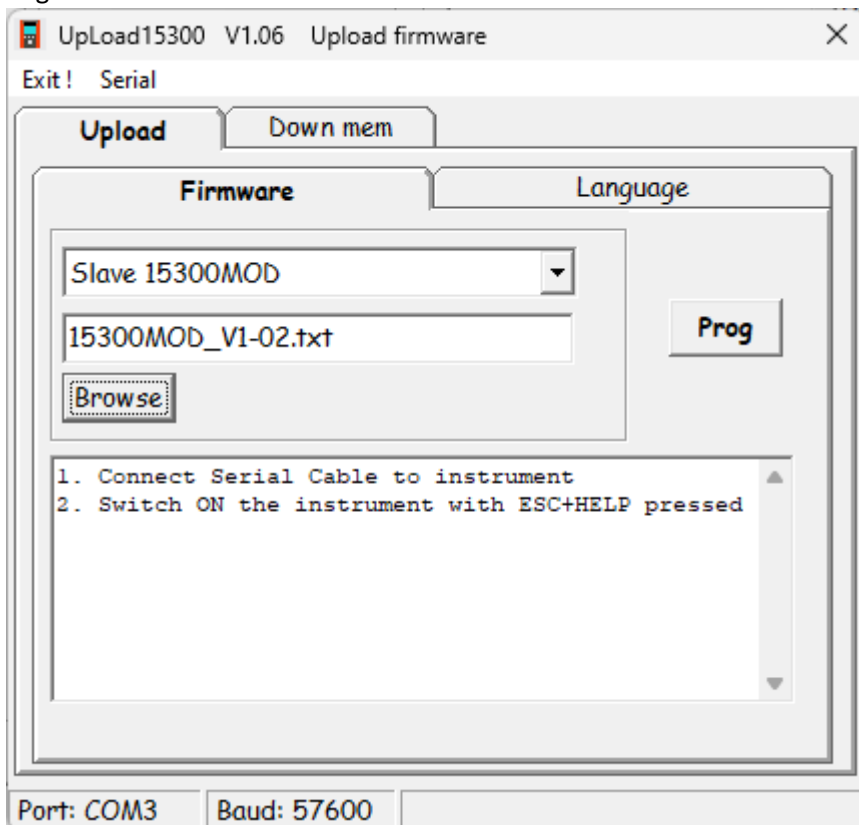 UpLoad15300 V1.06 Upload firmware
Exit! Serial
Upload Down mem
Firmware Language
Slave 15300MOD
15300MOD_V1-02.txt
Prog
Browse
1. Connect Serial Cable to instrument
2. Switch ON the instrument with ESC+HELP pressed
Port: COM3 Baud: 57600